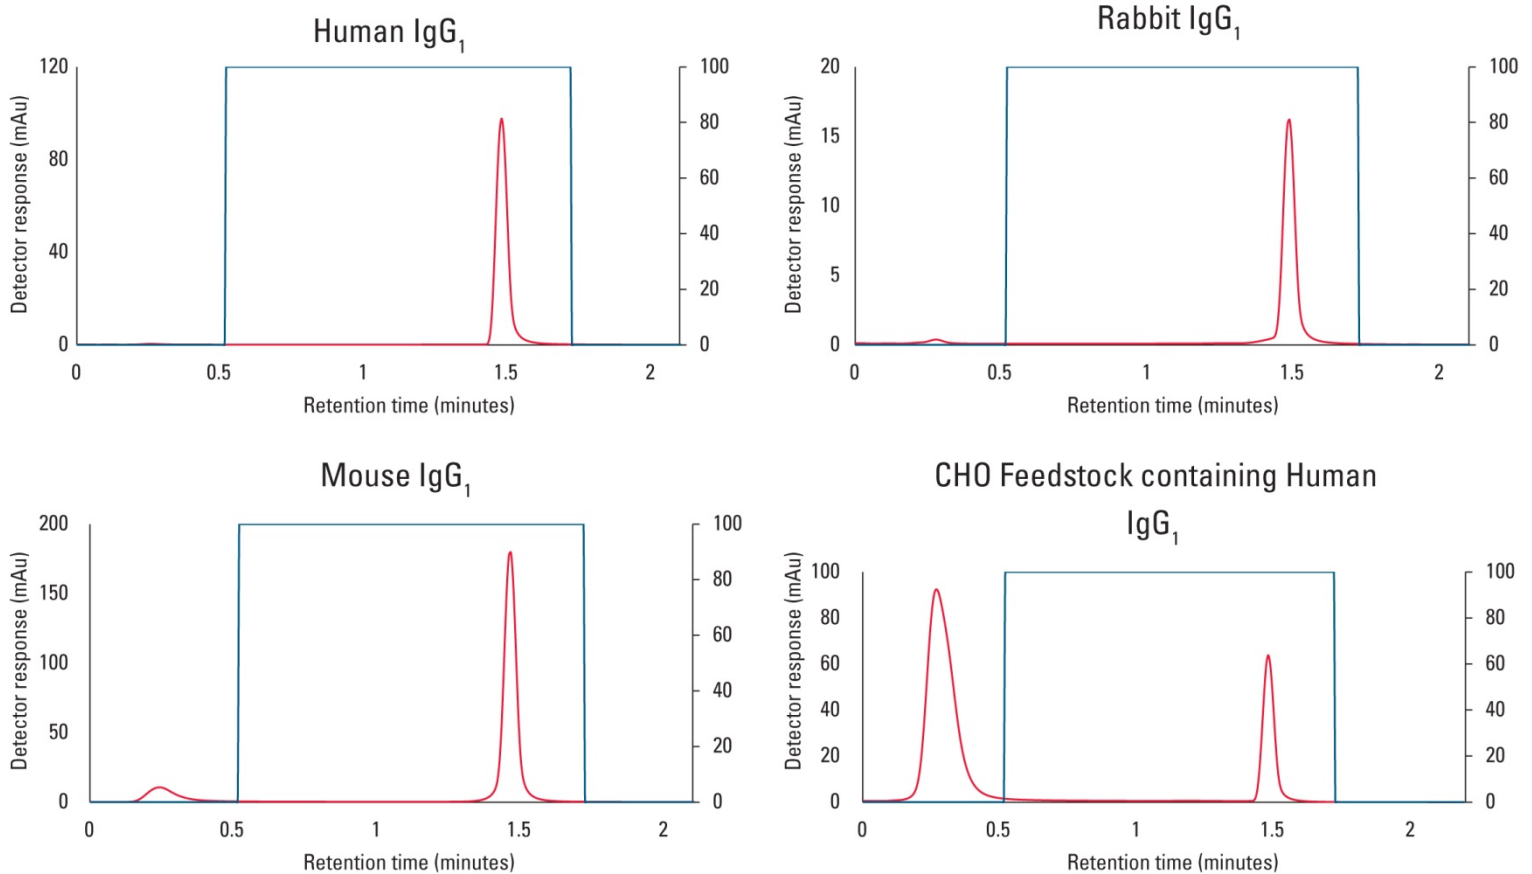 Human IgG₁
Detector response (mAu)
120
80
40
0
100
80
60
40
20
0
0 0.5 1 1.5 2
Retention time (minutes)
Rabbit IgG₁
Detector response (mAu)
20
15
10
5
0
100
80
60
40
20
0
0 0.5 1 1.5 2
Retention time (minutes)
Mouse IgG₁
Detector response (mAu)
200
150
100
50
0
100
80
60
40
20
0
0 0.5 1 1.5 2
Retention time (minutes)
CHO Feedstock containing Human
IgG₁
Detector response (mAu)
100
80
60
40
20
0
100
80
60
40
20
0
0 0.5 1 1.5 2
Retention time (minutes)